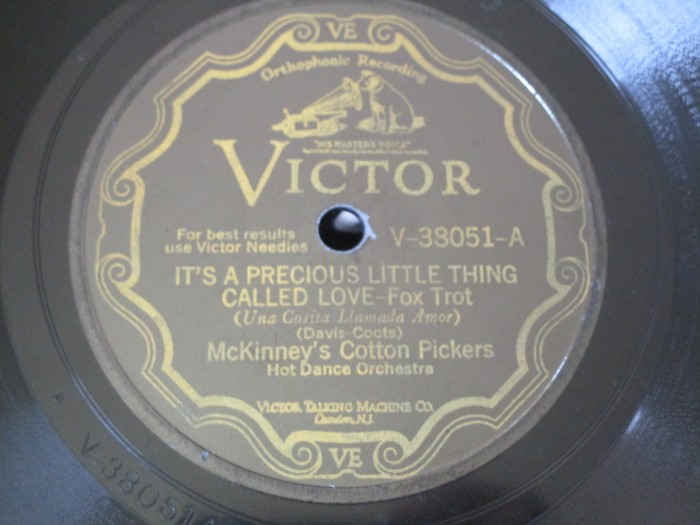 VE
Orthophonic Recording
"HIS MASTER'S VOICE"
VICTOR
For best results
use Victor Needles
V-38051-A
IT'S A PRECIOUS LITTLE THING
CALLED LOVE-Fox Trot
(Una Cosita Llamada Amor)
(Davis-Coots)
McKinney's Cotton Pickers
Hot Dance Orchestra
VICTOR TALKING MACHINE CO.
Camden, N.J.
VE
V-38051A